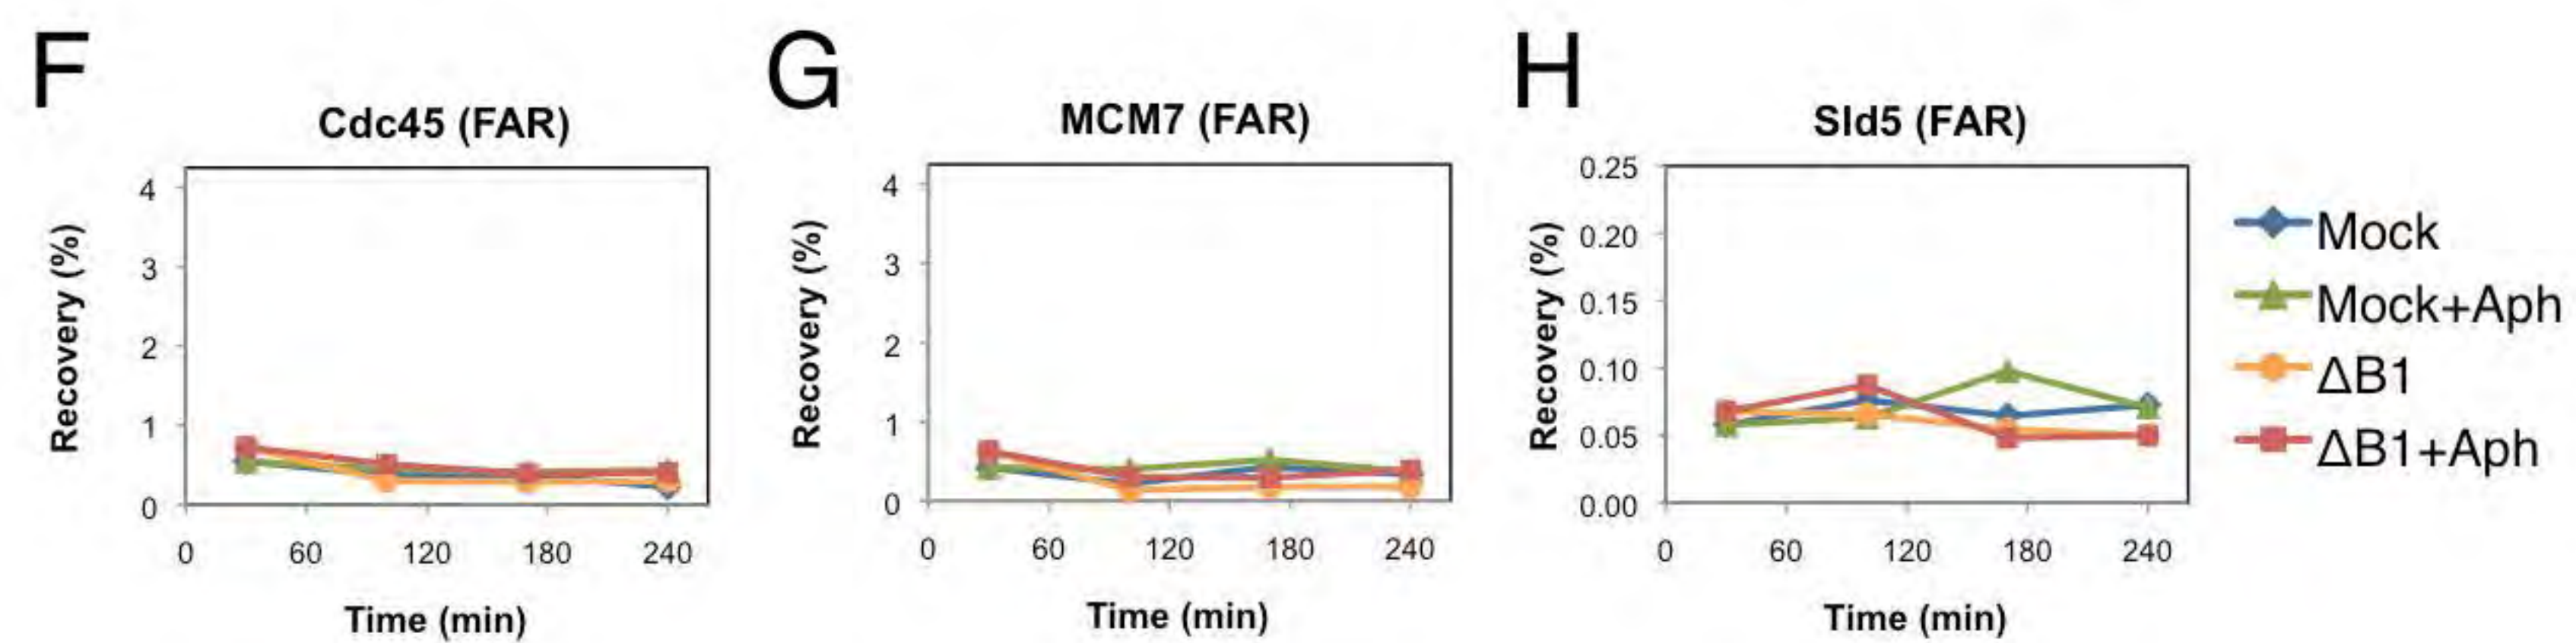 F
Cdc45 (FAR)
Recovery (%)
4
3
2
1
0
0 60 120 180 240
Time (min)
G
MCM7 (FAR)
Recovery (%)
4
3
2
1
0
0 60 120 180 240
Time (min)
H
Sld5 (FAR)
Recovery (%)
0.25
0.20
0.15
0.10
0.05
0.00
0 60 120 180 240
Time (min)
Mock
Mock+Aph
ΔB1
ΔB1+Aph